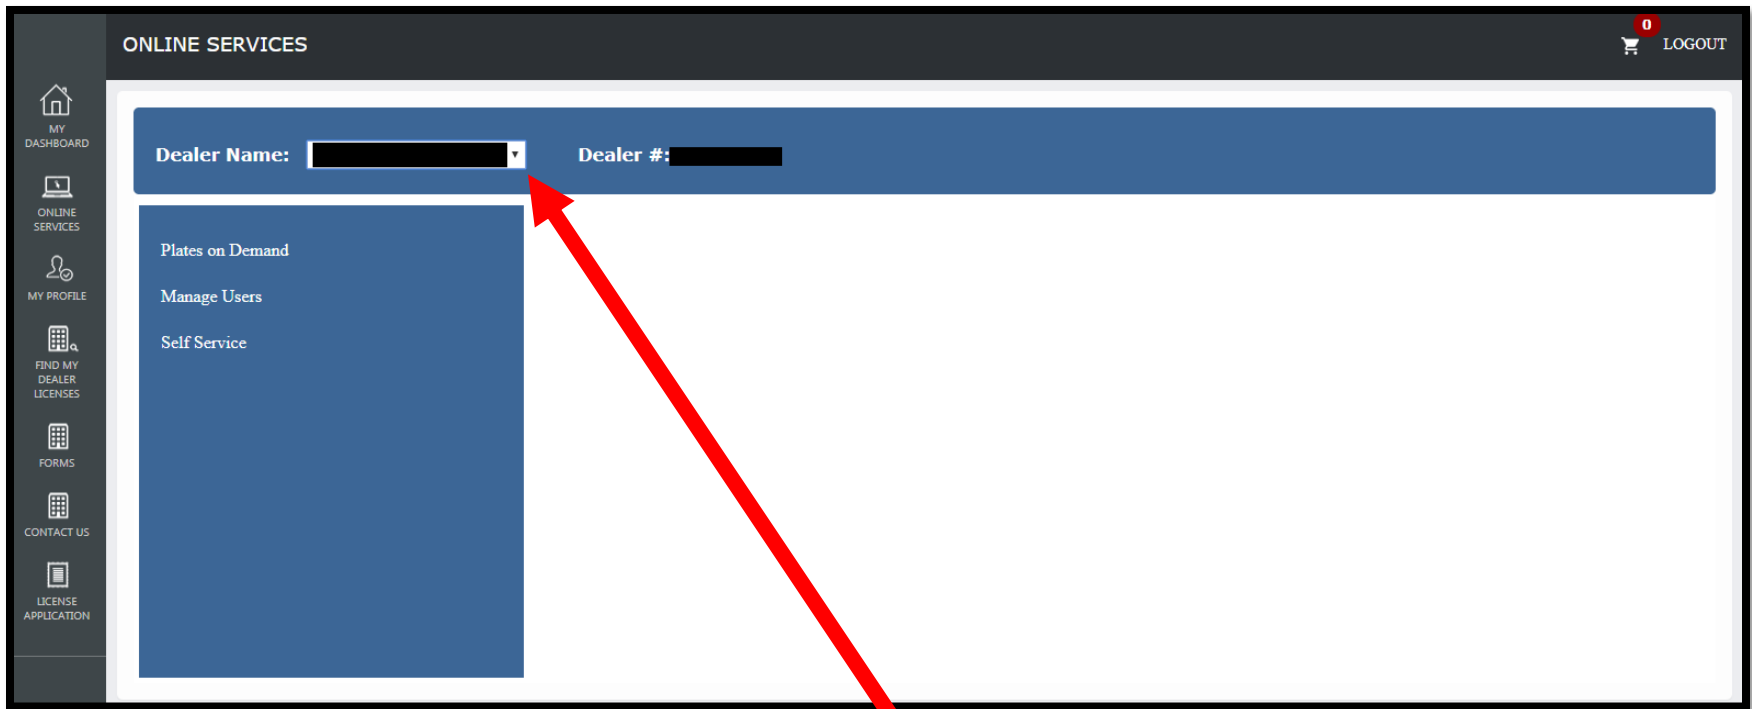 ONLINE SERVICES
0
LOGOUT
MY
DASHBOARD
ONLINE
SERVICES
MY PROFILE
FIND MY
DEALER
LICENSES
FORMS
CONTACT US
LICENSE
APPLICATION
Dealer Name:
Dealer #:
Plates on Demand
Manage Users
Self Service